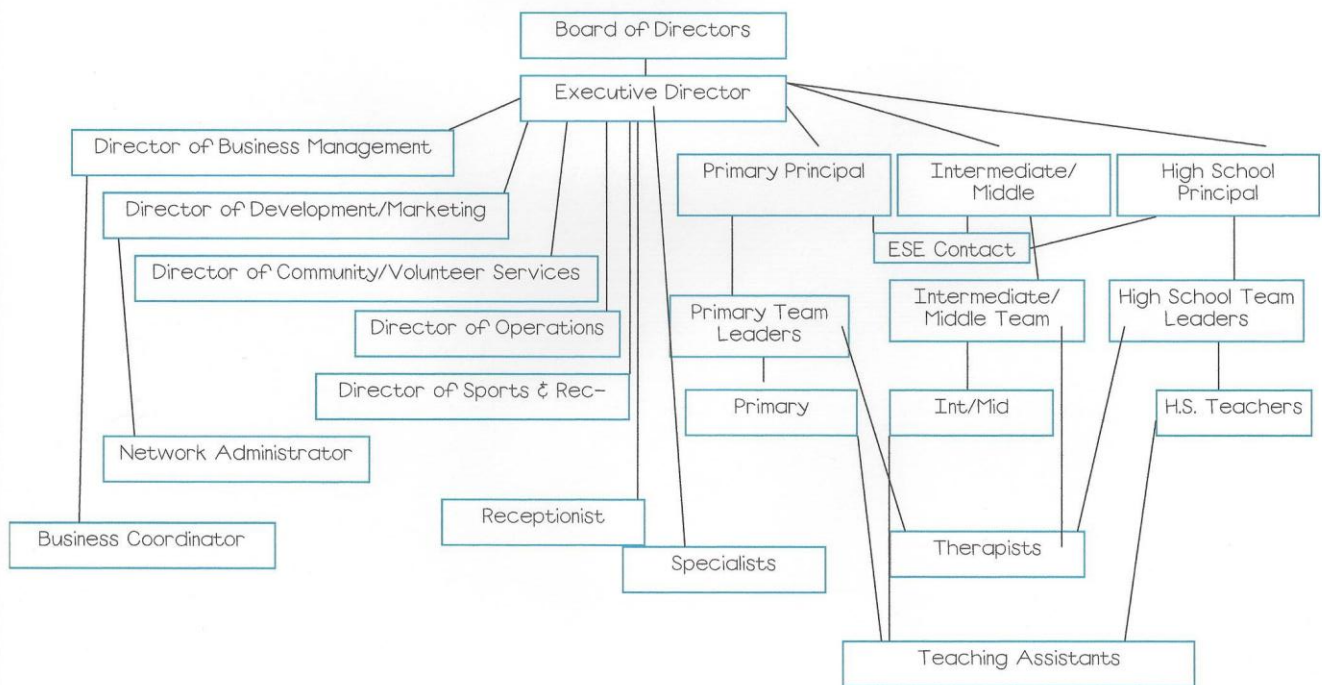 Board of Directors
Executive Director
Director of Business Management
Primary Principal
Intermediate/
Middle
High School
Principal
Director of Development/Marketing
ESE Contact
Director of Community/Volunteer Services
Intermediate/
Middle Team
High School Team
Leaders
Primary Team
Leaders
Director of Operations
Director of Sports & Rec-
Primary
Int/Mid
H.S. Teachers
Network Administrator
Receptionist
Business Coordinator
Therapists
Specialists
Teaching Assistants